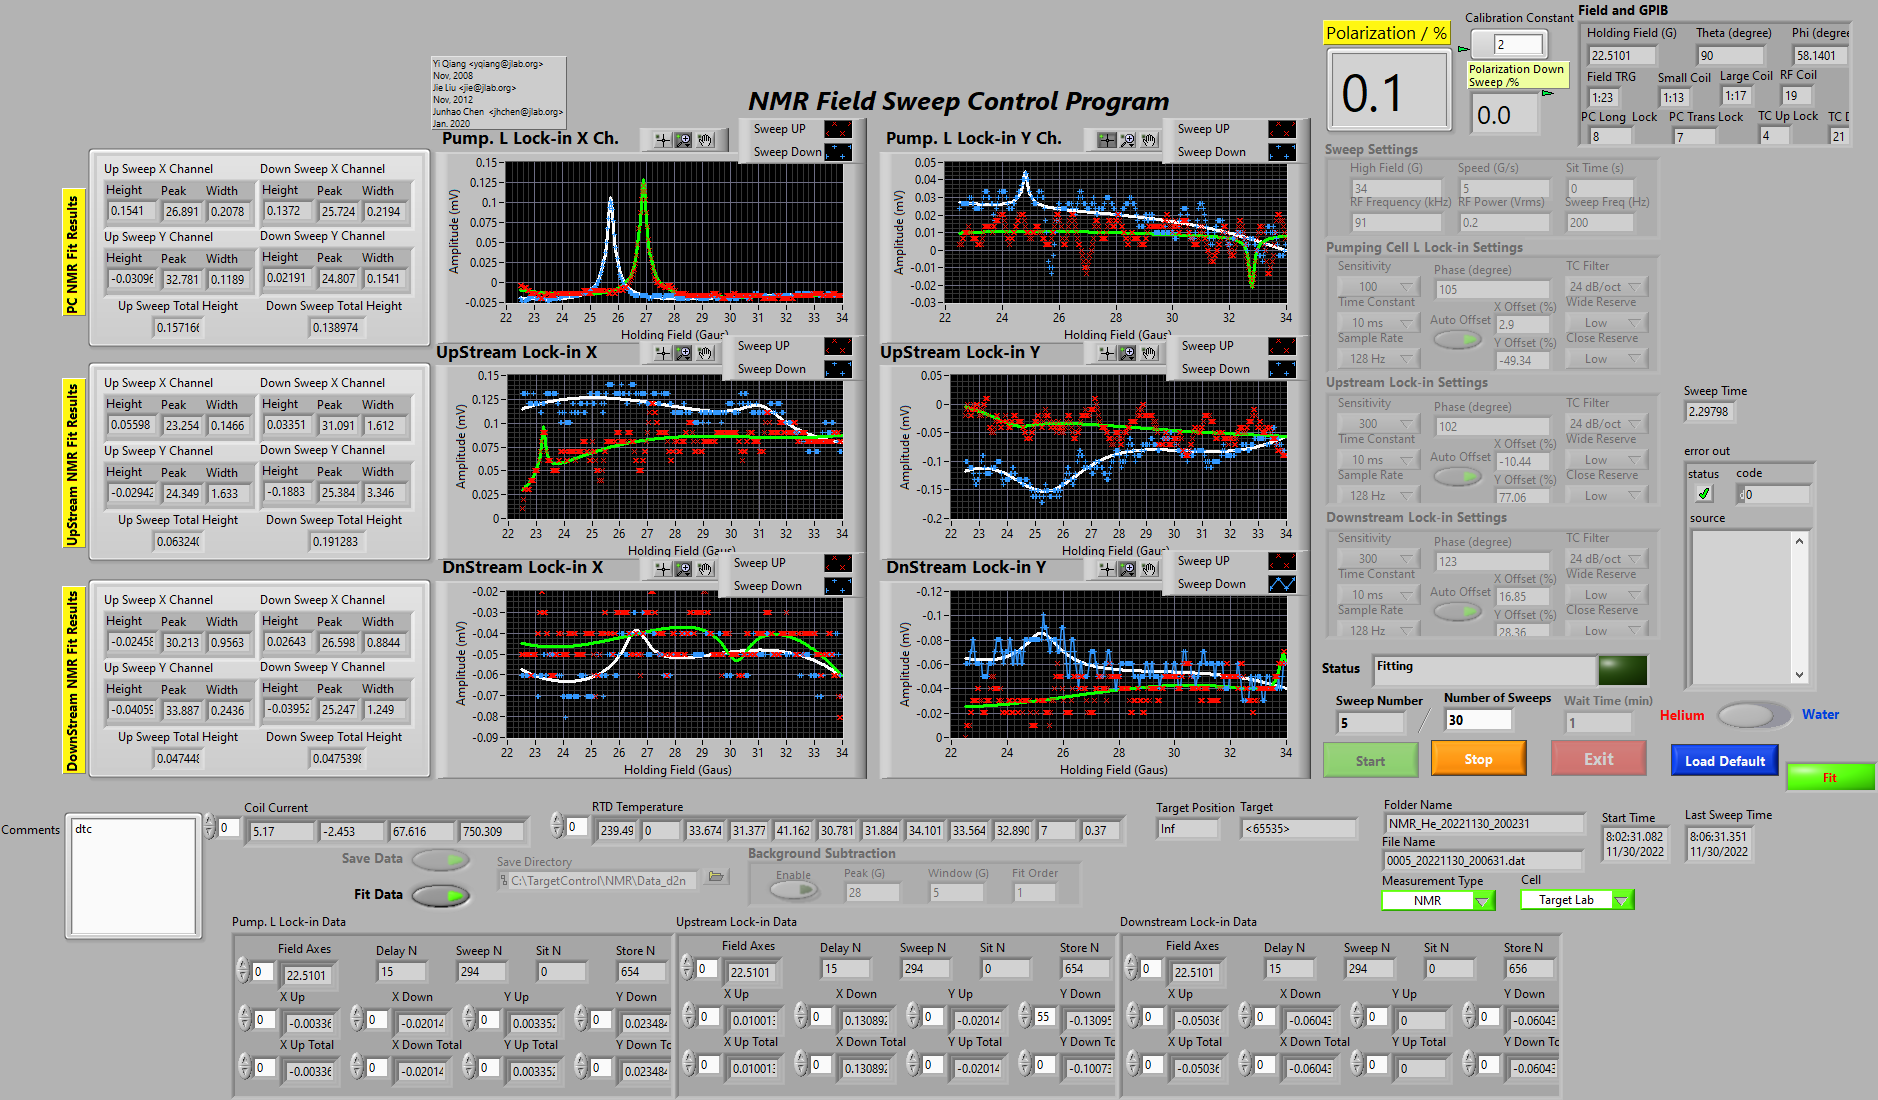 Yi Qiang <yqiang@jlab.org>
Nov, 2008
Jie Liu <jie@jlab.org>
Nov, 2012
Junhao Chen <jhchen@jlab.org>
Jan. 2020
NMR Field Sweep Control Program
Polarization / %
0.1
Calibration Constant
2
Polarization Down
Sweep /%
0.0
Field and GPIB
Holding Field (G) Theta (degree) Phi (degree
22.5101 90 58.1401
Field TRG Small Coil Large Coil RF Coil
1:23 1:13 1:17 19
PC Long Lock PC Trans Lock TC Up Lock TC D
8 7 4 21
PC NMR Fit Results
Up Sweep X Channel Down Sweep X Channel
Height Peak Width Height Peak Width
0.1541 26.891 0.2078 0.1372 25.724 0.2194
Up Sweep Y Channel Down Sweep Y Channel
Height Peak Width Height Peak Width
-0.0309 32.781 0.1189 0.02191 24.807 0.1541
Up Sweep Total Height Down Sweep Total Height
0.15716 0.138974
UpStream NMR Fit Results
Up Sweep X Channel Down Sweep X Channel
Height Peak Width Height Peak Width
0.05598 23.254 0.1466 0.03351 31.091 1.612
Up Sweep Y Channel Down Sweep Y Channel
Height Peak Width Height Peak Width
-0.02942 24.349 1.633 -0.1883 25.384 3.346
Up Sweep Total Height Down Sweep Total Height
0.06324 0.191283
DownStream NMR Fit Results
Up Sweep X Channel Down Sweep X Channel
Height Peak Width Height Peak Width
-0.02458 30.213 0.9563 0.02643 26.598 0.8844
Up Sweep Y Channel Down Sweep Y Channel
Height Peak Width Height Peak Width
-0.04059 33.887 0.2436 -0.03952 25.247 1.249
Up Sweep Total Height Down Sweep Total Height
0.04744 0.047539
Pump. L Lock-in X Ch.
Sweep UP
Sweep Down
Amplitude (mV)
0.15
0.125
0.1
0.075
0.05
0.025
0
-0.025
22 23 24 25 26 27 28 29 30 31 32 33 34
Holding Field (Gaus)
Pump. L Lock-in Y Ch.
Sweep UP
Sweep Down
Amplitude (mV)
0.05
0.04
0.03
0.02
0.01
0
-0.01
-0.02
-0.03
22 24 26 28 30 32 34
Holding Field (Gaus)
UpStream Lock-in X
Sweep UP
Sweep Down
Amplitude (mV)
0.15
0.125
0.1
0.075
0.05
0.025
0
22 23 24 25 26 27 28 29 30 31 32 33 34
Holding Field (Gaus)
UpStream Lock-in Y
Sweep UP
Sweep Down
Amplitude (mV)
0.05
0
-0.05
-0.1
-0.15
-0.2
22 23 24 25 26 27 28 29 30 31 32 33 34
Holding Field (Gaus)
DnStream Lock-in X
Sweep UP
Sweep Down
Amplitude (mV)
-0.02
-0.03
-0.04
-0.05
-0.06
-0.07
-0.08
-0.09
22 23 24 25 26 27 28 29 30 31 32 33 34
Holding Field (Gaus)
DnStream Lock-in Y
Sweep UP
Sweep Down
Amplitude (mV)
-0.12
-0.1
-0.08
-0.06
-0.04
-0.02
0
22 24 26 28 30 32 34
Holding Field (Gaus)
Sweep Settings
High Field (G) Speed (G/s) Sit Time (s)
34 5 0
RF Frequency (kHz) RF Power (Vrms) Sweep Freq (Hz)
91 0.2 200
Pumping Cell L Lock-in Settings
Sensitivity Phase (degree) TC Filter
100 105 24 dB/oct
Time Constant X Offset (%) Wide Reserve
10 ms Auto Offset 2.9 Low
Sample Rate Y Offset (%) Close Reserve
128 Hz -49.34 Low
Upstream Lock-in Settings
Sensitivity Phase (degree) TC Filter
300 102 24 dB/oct
Time Constant X Offset (%) Wide Reserve
10 ms Auto Offset -10.44 Low
Sample Rate Y Offset (%) Close Reserve
128 Hz 77.06 Low
Downstream Lock-in Settings
Sensitivity Phase (degree) TC Filter
300 123 24 dB/oct
Time Constant X Offset (%) Wide Reserve
10 ms Auto Offset 16.85 Low
Sample Rate Y Offset (%) Close Reserve
128 Hz 28.36 Low
Sweep Time
2.29798
error out
status code
0
source
Status Fitting
Sweep Number Number of Sweeps Wait Time (min)
5 / 30 1
Helium Water
Start Stop Exit Load Default Fit
Comments
dtc
Coil Current
0 5.17 -2.453 67.616 750.309
RTD Temperature
0 239.49 0 33.674 31.377 41.162 30.781 31.884 34.101 33.564 32.890 7 0.37
Target Position Target
Inf <65535>
Folder Name
NMR_He_20221130_200231
File Name
0005_20221130_200631.dat
Start Time
8:02:31.082
11/30/2022
Last Sweep Time
8:06:31.351
11/30/2022
Measurement Type Cell
NMR Target Lab
Save Data
Fit Data
Save Directory
C:\TargetControl\NMR\Data_d2n
Background Subtraction
Enable Peak (G) Window (G) Fit Order
28 5 1
Pump. L Lock-in Data
Field Axes Delay N Sweep N Sit N Store N
0 22.5101 15 294 0 654
X Up X Down Y Up Y Down
0 -0.00336 0 -0.02014 0 0.003352 0 0.023484
X Up Total X Down Total Y Up Total Y Down To
0 -0.00336 0 -0.02014 0 0.003352 0 0.023484
Upstream Lock-in Data
Field Axes Delay N Sweep N Sit N Store N
0 22.5101 15 294 0 654
X Up X Down Y Up Y Down
0 0.010013 0 0.130892 0 -0.02014 55 -0.13095
X Up Total X Down Total Y Up Total Y Down To
0 0.010013 0 0.130892 0 -0.02014 0 -0.10073
Downstream Lock-in Data
Field Axes Delay N Sweep N Sit N Store N
0 22.5101 15 294 0 656
X Up X Down Y Up Y Down
0 -0.05036 0 -0.06043 0 0 0 -0.06043
X Up Total X Down Total Y Up Total Y Down To
0 -0.05036 0 -0.06043 0 0 0 -0.06043